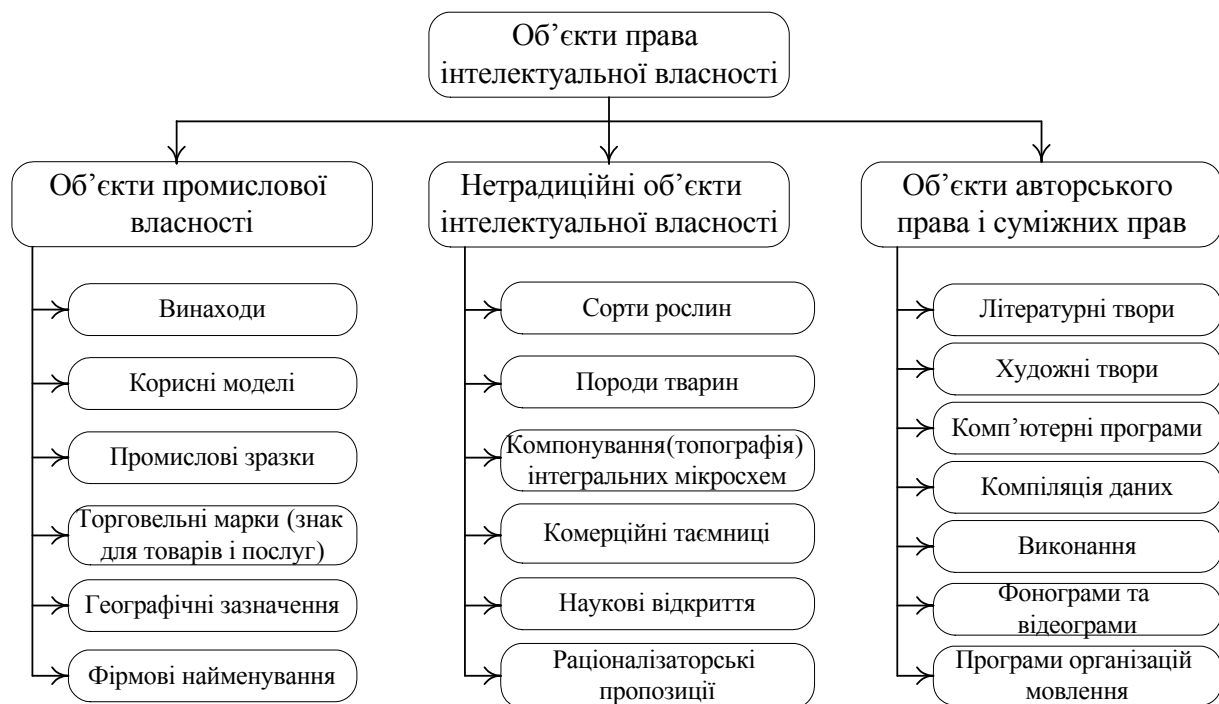 Об’єкти права
інтелектуальної власності
Об’єкти промислової
власності
Винаходи
Корисні моделі
Промислові зразки
Торговельні марки (знак
для товарів і послуг)
Географічні зазначення
Фірмові найменування
Нетрадиційні об’єкти
інтелектуальної власності
Сорти рослин
Породи тварин
Компонування(топографія)
інтегральних мікросхем
Комерційні таємниці
Наукові відкриття
Раціоналізаторські
пропозиції
Об’єкти авторського
права і суміжних прав
Літературні твори
Художні твори
Комп’ютерні програми
Компіляція даних
Виконання
Фонограми та
відеограми
Програми організацій
мовлення